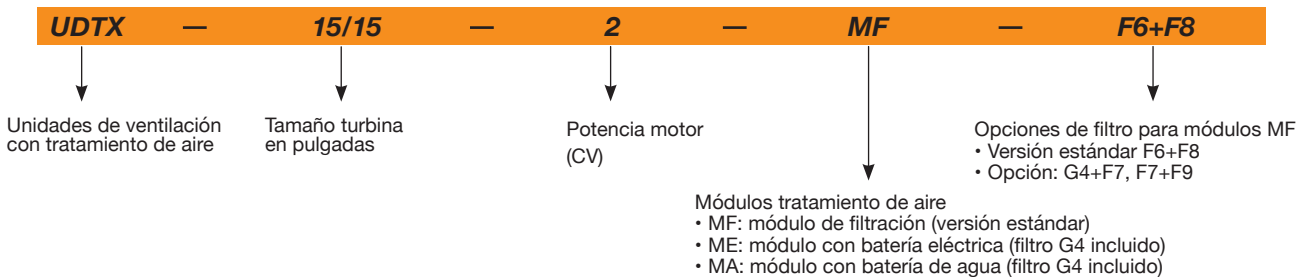 UDTX — 15/15 — 2 — MF — F6+F8
Unidades de ventilación
con tratamiento de aire
Tamaño turbina
en pulgadas
Potencia motor
(CV)
Módulos tratamiento de aire
• MF: módulo de filtración (versión estándar)
• ME: módulo con batería eléctrica (filtro G4 incluido)
• MA: módulo con batería de agua (filtro G4 incluido)
Opciones de filtro para módulos MF
• Versión estándar F6+F8
• Opción: G4+F7, F7+F9